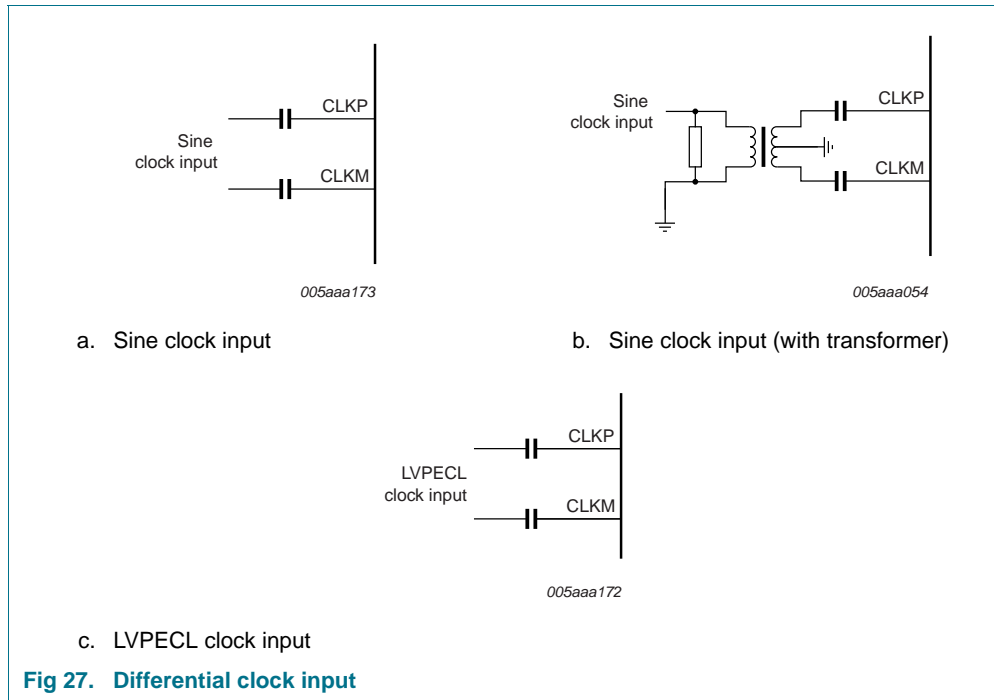 CLKP
Sine
clock input
CLKM
005aaa173
a. Sine clock input
Sine
clock input
CLKP
CLKM
005aaa054
b. Sine clock input (with transformer)
CLKP
LVPECL
clock input
CLKM
005aaa172
c. LVPECL clock input
Fig 27. Differential clock input